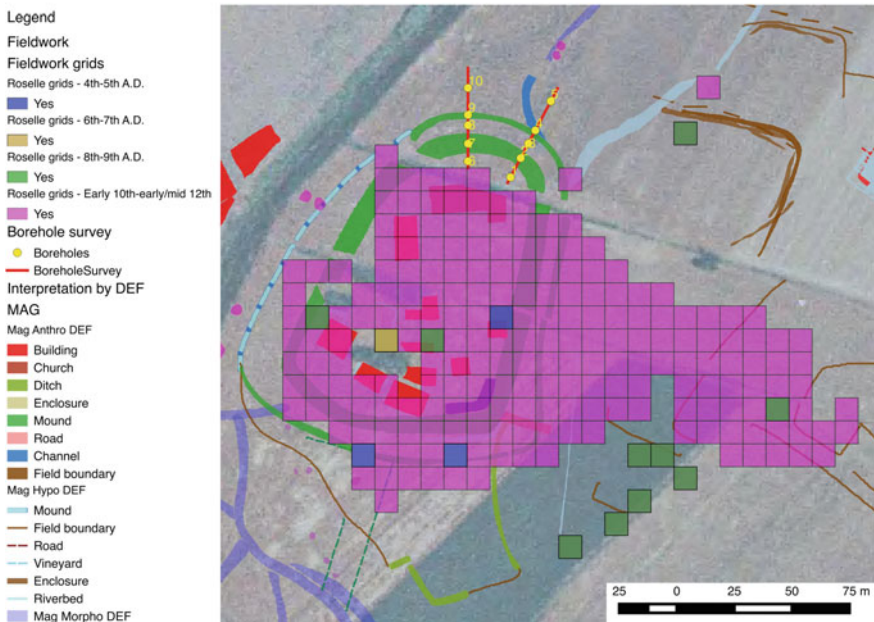 Legend
Fieldwork
Fieldwork grids
Roselle grids - 4th-5th A.D.
Yes
Roselle grids - 6th-7th A.D.
Yes
Roselle grids - 8th-9th A.D.
Yes
Roselle grids - Early 10th-early/mid 12th
Yes
Borehole survey
Boreholes
BoreholeSurvey
Interpretation by DEF
MAG
Mag Anthro DEF
Building
Church
Ditch
Enclosure
Mound
Road
Channel
Field boundary
Mag Hypo DEF
Mound
Field boundary
Road
Vineyard
Enclosure
Riverbed
Mag Morpho DEF
10
9
8
7
25 0 25 50 75 m